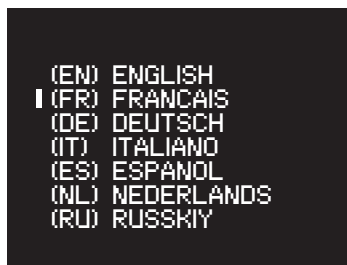 (EN) ENGLISH
(FR) FRANCAIS
(DE) DEUTSCH
(IT) ITALIANO
(ES) ESPANOL
(NL) NEDERLANDS
(RU) RUSSKIY